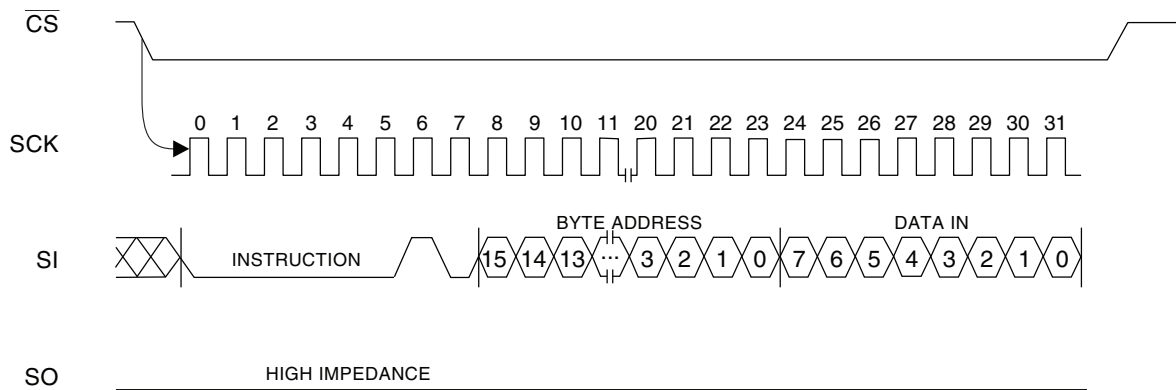 CS
SCK
0 1 2 3 4 5 6 7 8 9 10 11 20 21 22 23 24 25 26 27 28 29 30 31
BYTE ADDRESS DATA IN
SI
INSTRUCTION
15 14 13 ... 3 2 1 0 7 6 5 4 3 2 1 0
SO
HIGH IMPEDANCE